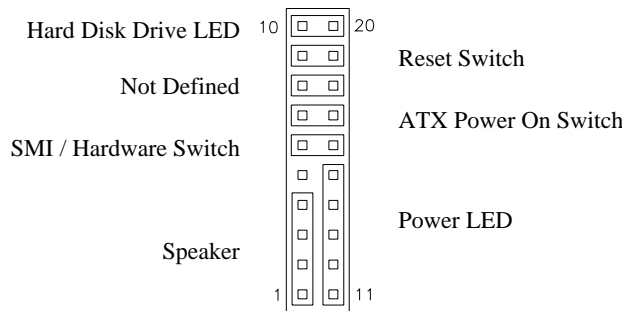 Hard Disk Drive LED 10 20
Reset Switch
Not Defined
ATX Power On Switch
SMI / Hardware Switch
Power LED
Speaker
1 11